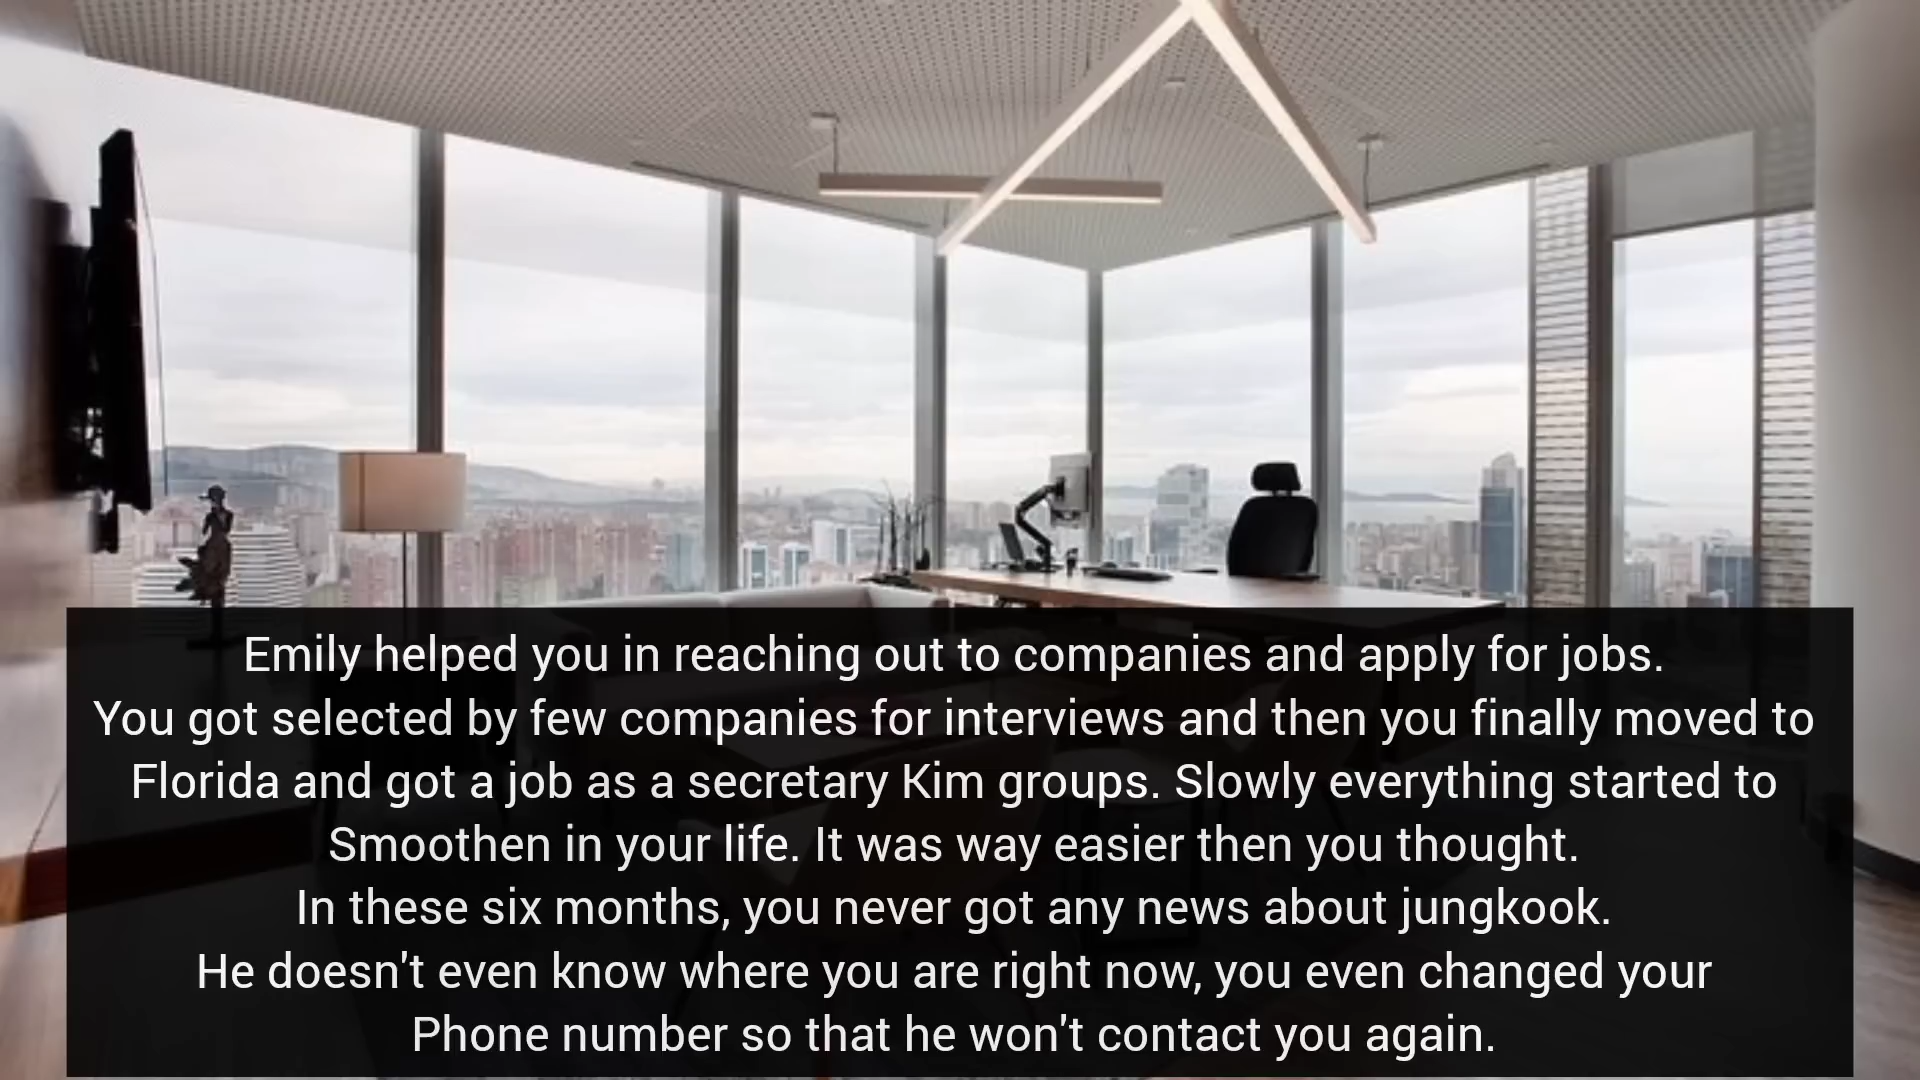 Emily helped you in reaching out to companies and apply for jobs.
You got selected by few companies for interviews and then you finally moved to
Florida and got a job as a secretary Kim groups. Slowly everything started to
Smoothen in your life. It was way easier then you thought.
In these six months, you never got any news about jungkook.
He doesn't even know where you are right now, you even changed your
Phone number so that he won't contact you again.